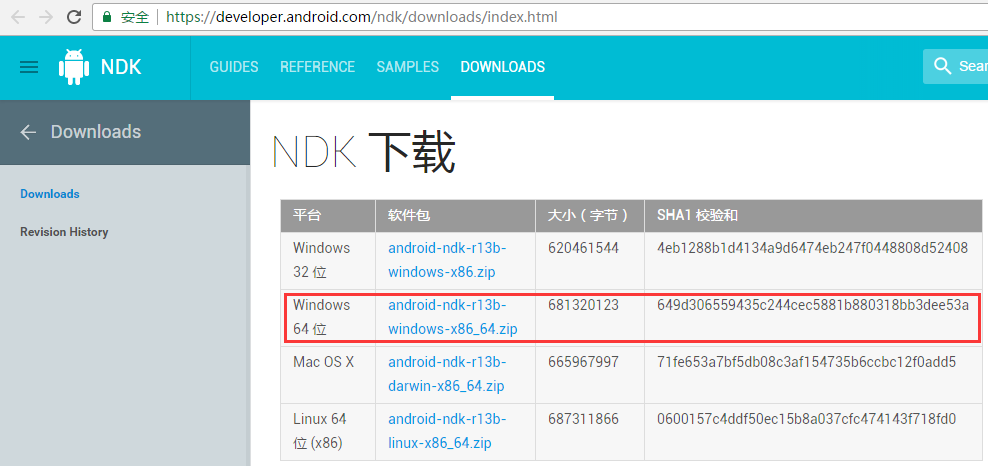 安全 https://developer.android.com/ndk/downloads/index.html
NDK GUIDES REFERENCE SAMPLES DOWNLOADS Sear
Downloads
Downloads
Revision History
NDK 下载
平台 软件包 大小（字节） SHA1 校验和
Windows android-ndk-r13b- 620461544 4eb1288b1d4134a9d6474eb247f0448808d52408
32 位 windows-x86.zip
Windows android-ndk-r13b- 681320123 649d306559435c244cec5881b880318bb3dee53a
64 位 windows-x86_64.zip
Mac OS X android-ndk-r13b- 665967997 71fe653a7bf5db08c3af154735b6ccbc12f0add5
darwin-x86_64.zip
Linux 64 android-ndk-r13b- 687311866 0600157c4ddf50ec15b8a037cfc474143f718fd0
位 (x86) linux-x86_64.zip